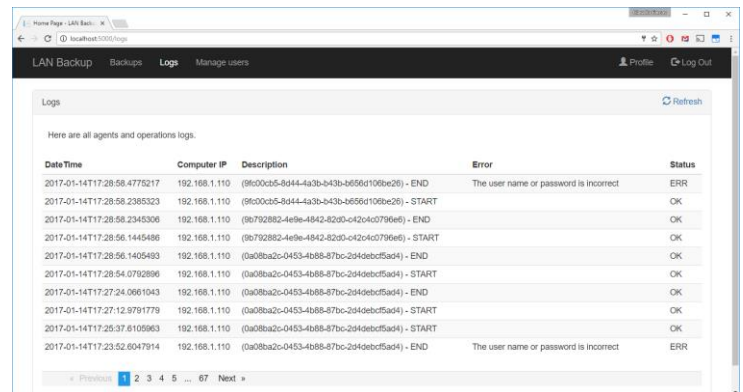 Home Page - LAN Back
localhost:5000/logs
LAN Backup Backups Logs Manage users Profile Log Out
Logs Refresh
Here are all agents and operations logs.
DateTime Computer IP Description Error Status
2017-01-14T17:28:58.4775217 192.168.1.110 (9fc00cb5-8d44-4a3b-b43b-b656d106be26) - END The user name or password is incorrect ERR
2017-01-14T17:28:58.2385323 192.168.1.110 (9fc00cb5-8d44-4a3b-b43b-b656d106be26) - START OK
2017-01-14T17:28:58.2345306 192.168.1.110 (9b792882-4e9e-4842-82d0-c42c4c0796e6) - END OK
2017-01-14T17:28:56.1445486 192.168.1.110 (9b792882-4e9e-4842-82d0-c42c4c0796e6) - START OK
2017-01-14T17:28:56.1405493 192.168.1.110 (0a08ba2c-0453-4b88-87bc-2d4debcf5ad4) - END OK
2017-01-14T17:28:54.0792896 192.168.1.110 (0a08ba2c-0453-4b88-87bc-2d4debcf5ad4) - START OK
2017-01-14T17:27:24.0661043 192.168.1.110 (0a08ba2c-0453-4b88-87bc-2d4debcf5ad4) - END OK
2017-01-14T17:27:12.9791779 192.168.1.110 (0a08ba2c-0453-4b88-87bc-2d4debcf5ad4) - START OK
2017-01-14T17:25:37.6105963 192.168.1.110 (0a08ba2c-0453-4b88-87bc-2d4debcf5ad4) - START OK
2017-01-14T17:23:52.6047914 192.168.1.110 (0a08ba2c-0453-4b88-87bc-2d4debcf5ad4) - END The user name or password is incorrect ERR
« Previous 1 2 3 4 5 ... 67 Next »